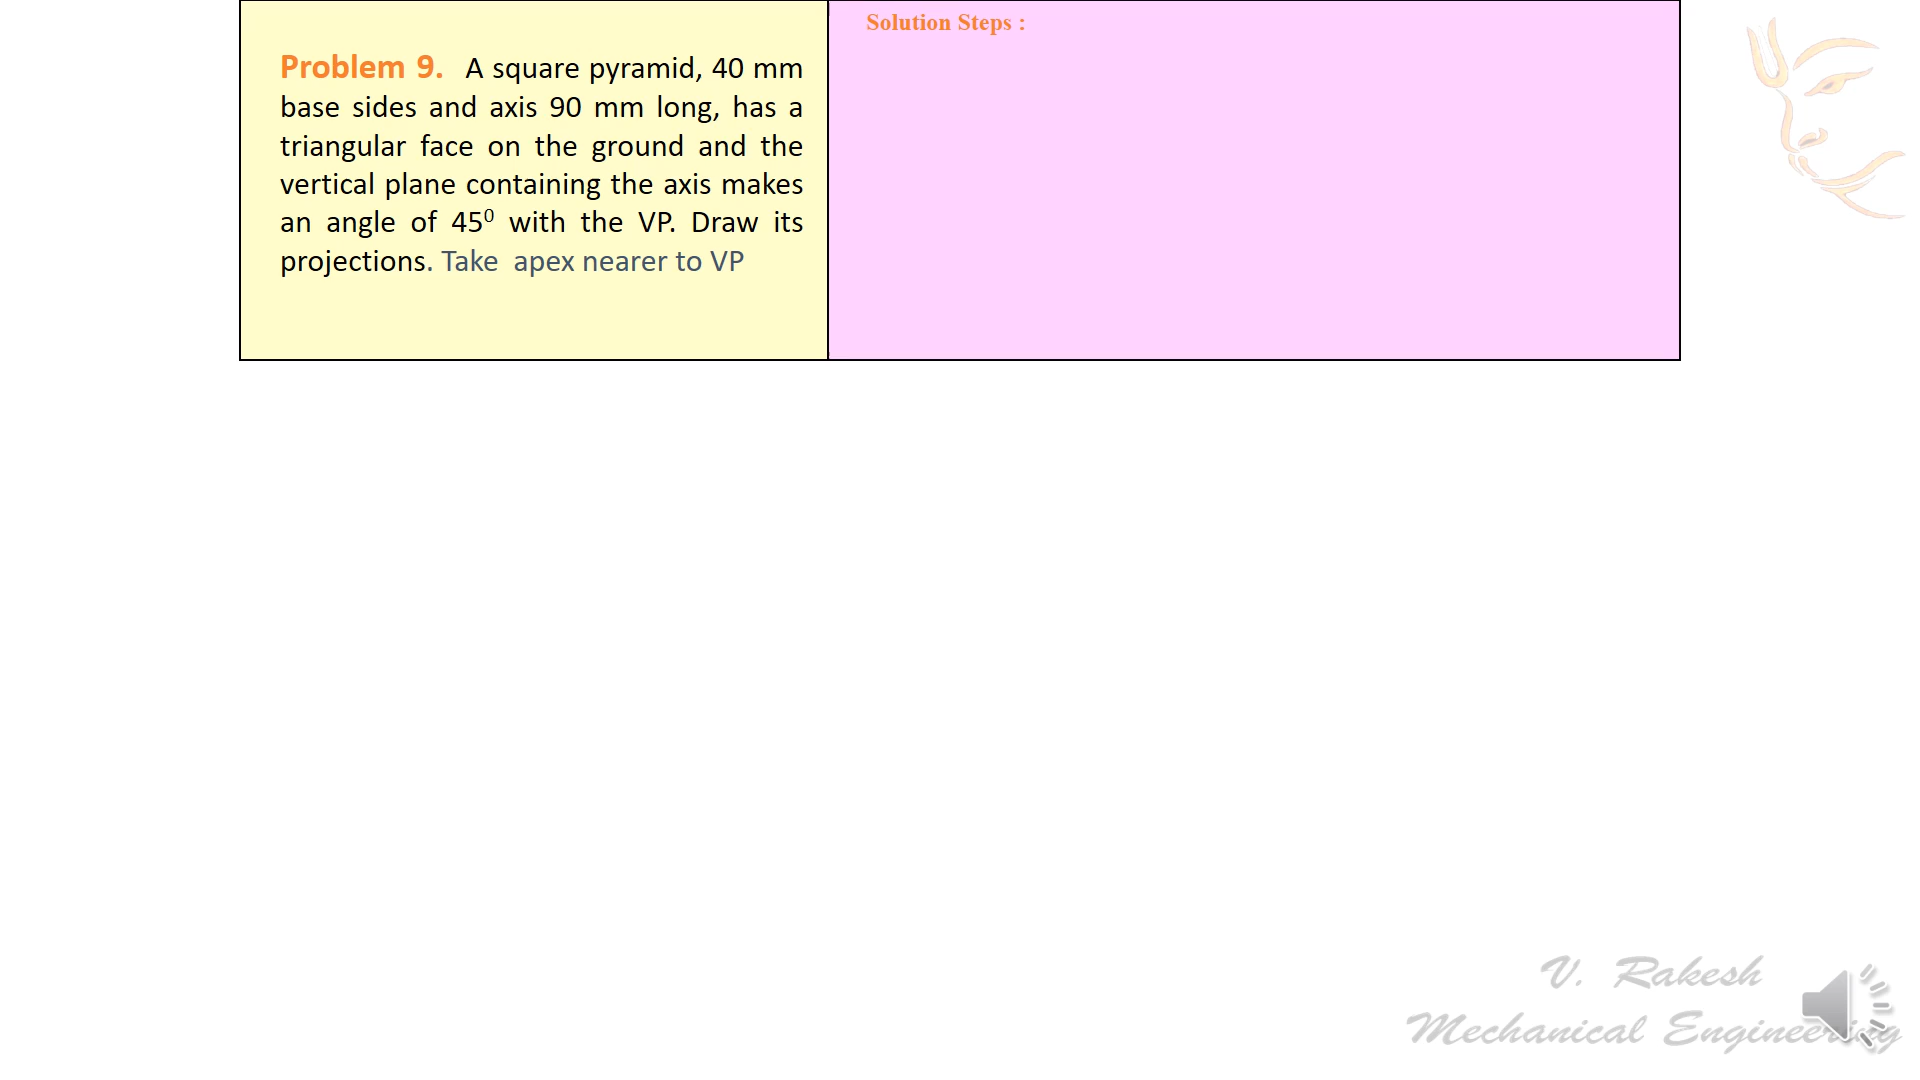 Problem 9. A square pyramid, 40 mm
base sides and axis 90 mm long, has a
triangular face on the ground and the
vertical plane containing the axis makes
an angle of 45⁰ with the VP. Draw its
projections. Take apex nearer to VP
Solution Steps :
V. Rakesh
Mechanical Engineering